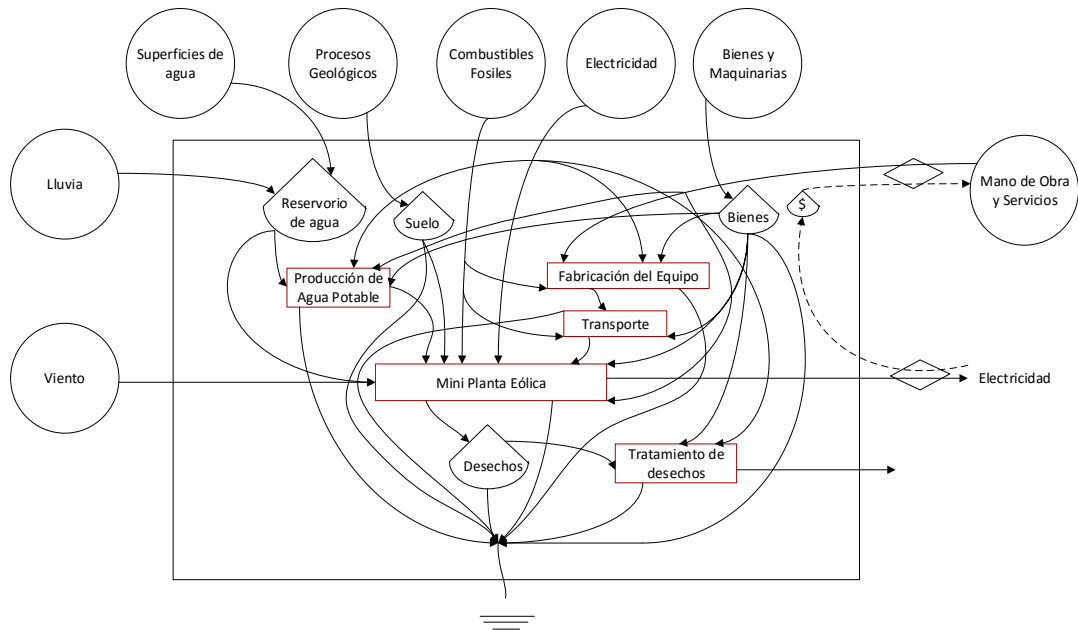 Superficies de
agua
Procesos
Geológicos
Combustibles
Fosiles
Electricidad
Bienes y
Maquinarias
Lluvia
Mano de Obra
y Servicios
Reservorio
de agua
Suelo
Bienes
$
Producción de
Agua Potable
Fabricación del Equipo
Transporte
Viento
Mini Planta Eólica
Electricidad
Desechos
Tratamiento de
desechos